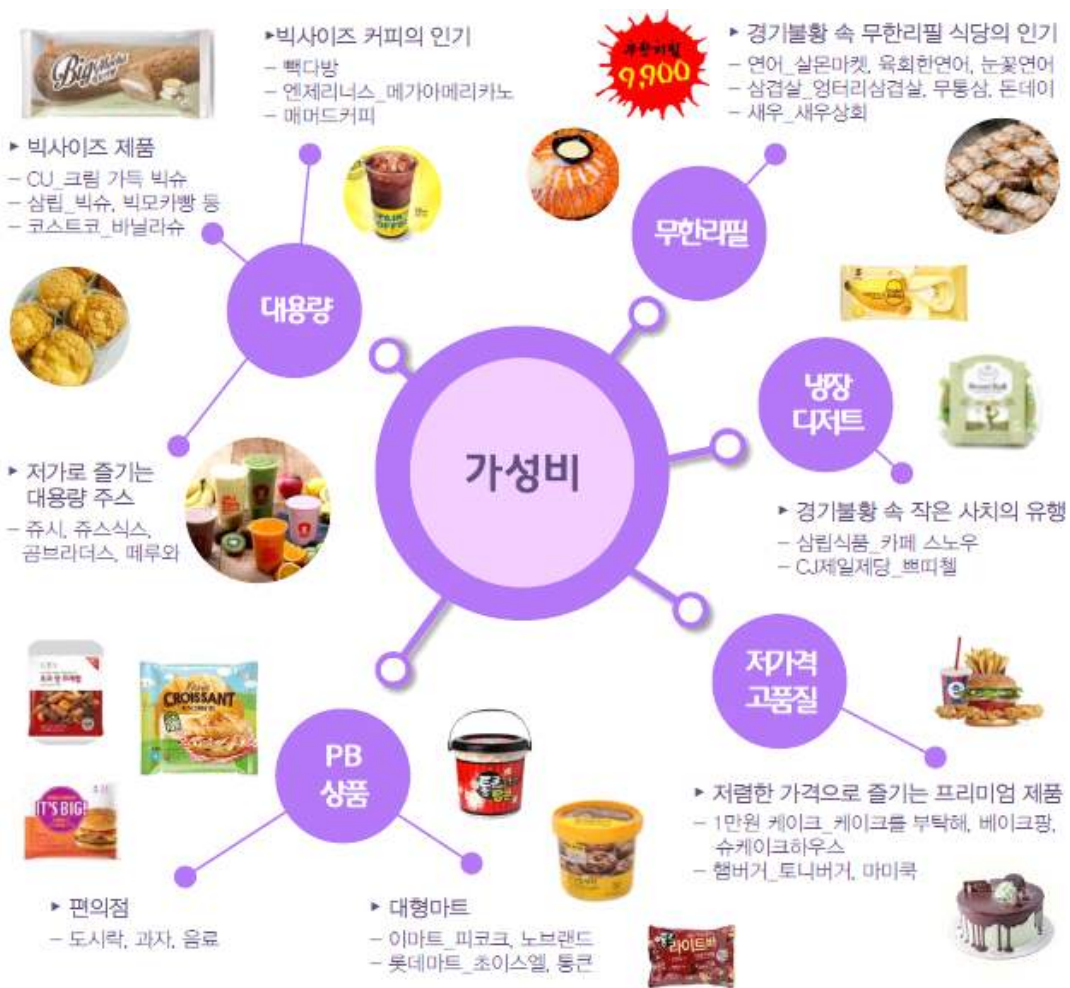 Big
▸빅사이즈 커피의 인기
– 빽다방
– 엔제리너스_메가아메리카노
– 매머드커피
무한리필
9,900
▸ 경기불황 속 무한리필 식당의 인기
– 연어_살몬마켓, 육회한연어, 눈꽃연어
– 삼겹살_엉터리삼겹살, 무통삼, 돈데이
– 새우_새우상회
▸ 빅사이즈 제품
– CU_크림 가득 빅슈
– 삼립_빅슈, 빅모카빵 등
– 코스트코_바닐라슈
대용량
무한리필
냉장
디저트
가성비
▸ 저가로 즐기는
대용량 주스
– 쥬시, 쥬스식스,
곰브라더스, 떼루와
▸ 경기불황 속 작은 사치의 유행
– 삼립식품_카페 스노우
– CJ제일제당_쁘띠첼
저가격
고품질
CROISSANT
PB
상품
IT'S BIG!
▸ 저렴한 가격으로 즐기는 프리미엄 제품
– 1만원 케이크_케이크를 부탁해, 베이크팡,
슈케이크하우스
– 햄버거_토니버거, 마미쿡
▸ 편의점
– 도시락, 과자, 음료
▸ 대형마트
– 이마트_피코크, 노브랜드
– 롯데마트_초이스엘, 통큰
라이트바